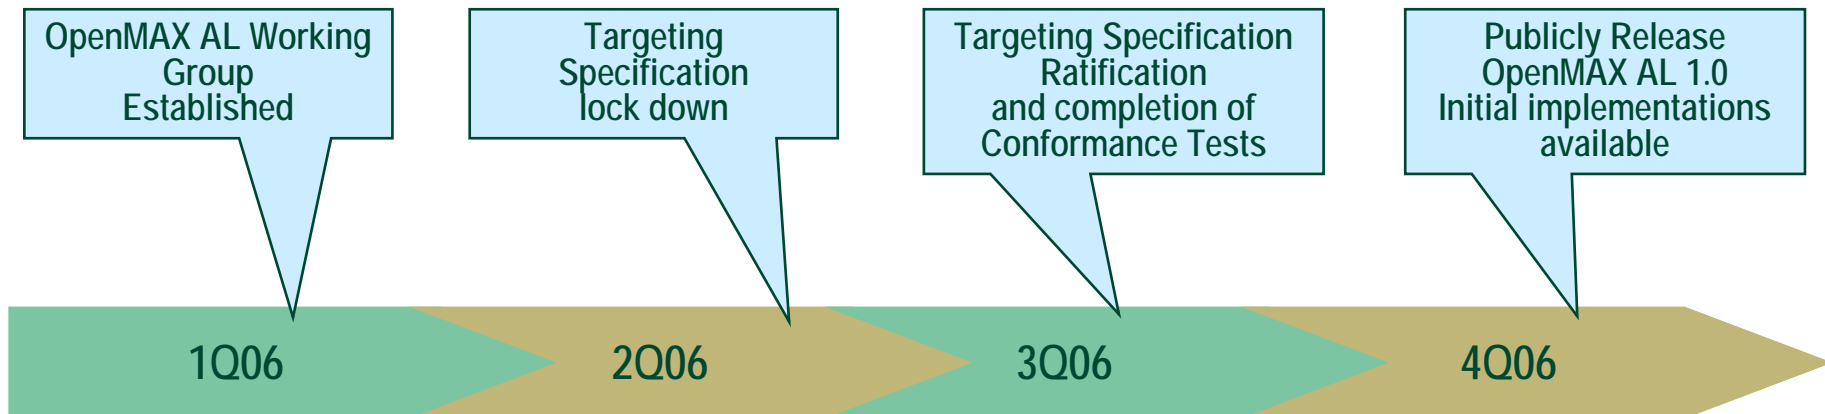 OpenMAX AL Working
Group
Established
Targeting
Specification
lock down
Targeting Specification
Ratification
and completion of
Conformance Tests
Publicly Release
OpenMAX AL 1.0
Initial implementations
available
1Q06
2Q06
3Q06
4Q06